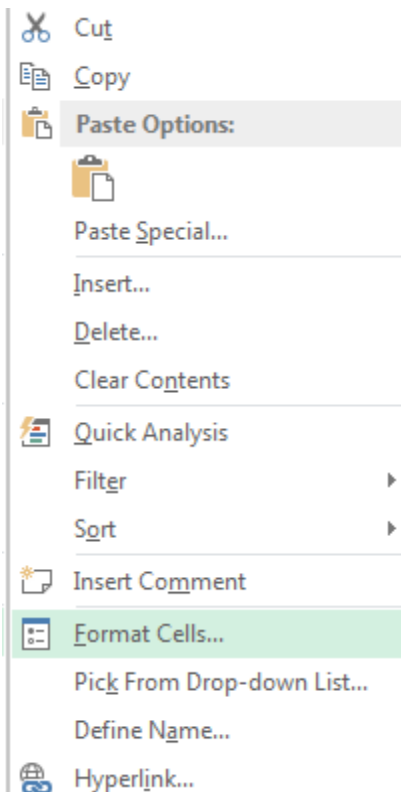 Cut
Copy
Paste Options:
Paste Special...
Insert...
Delete...
Clear Contents
Quick Analysis
Filter
Sort
Insert Comment
Format Cells...
Pick From Drop-down List...
Define Name...
Hyperlink...